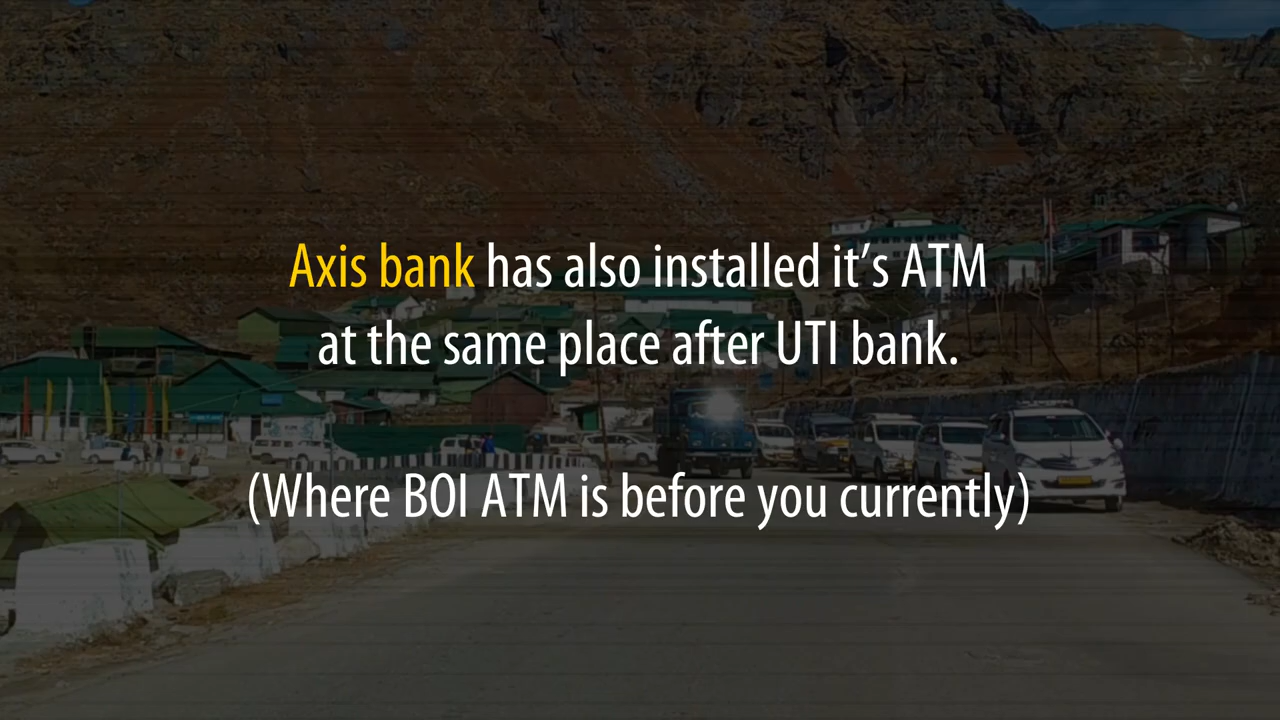 Axis bank has also installed it’s ATM
at the same place after UTI bank.
(Where BOI ATM is before you currently)